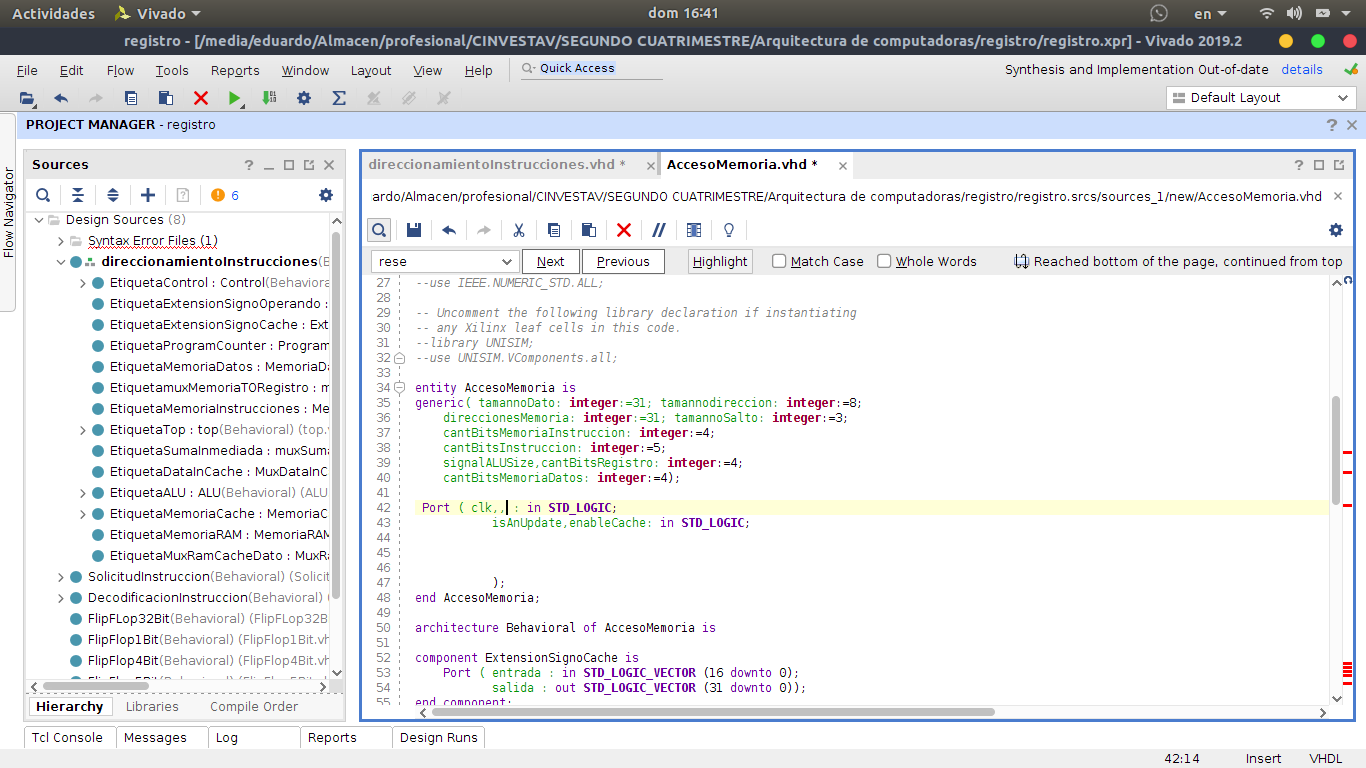 Actividades Vivado dom 16:41 en
registro - [/media/eduardo/Almacen/profesional/CINVESTAV/SEGUNDO CUATRIMESTRE/Arquitectura de computadoras/registro/registro.xpr] - Vivado 2019.2
File Edit Flow Tools Reports Window Layout View Help Quick Access Synthesis and Implementation Out-of-date details
Default Layout
PROJECT MANAGER - registro
Flow Navigator
Sources
6
Design Sources (8)
Syntax Error Files (1)
direccionamientoInstrucciones(B
EtiquetaControl : Control(Behaviora
EtiquetaExtensionSignoOperando :
EtiquetaExtensionSignoCache : Ext
EtiquetaProgramCounter : Program
EtiquetaMemoriaDatos : MemoriaDa
EtiquetamuxMemoriaTORegistro : m
EtiquetaMemoriaInstrucciones : Me
EtiquetaTop : top(Behavioral) (top.v
EtiquetaSumaInmediada : muxSuma
EtiquetaDataInCache : MuxDataInC
EtiquetaALU : ALU(Behavioral) (ALU
EtiquetaMemoriaCache : MemoriaC
EtiquetaMemoriaRAM : MemoriaRAM
EtiquetaMuxRamCacheDato : MuxRa
SolicitudInstruccion(Behavioral) (Solicit
DecodificacionInstruccion(Behavioral) (
FlipFLop32Bit(Behavioral) (FlipFLop32B
FlipFlop1Bit(Behavioral) (FlipFlop1Bit.vh
FlipFlop4Bit(Behavioral) (FlipFlop4Bit.vh
Hierarchy Libraries Compile Order
direccionamientoInstrucciones.vhd * AccesoMemoria.vhd *
ardo/Almacen/profesional/CINVESTAV/SEGUNDO CUATRIMESTRE/Arquitectura de computadoras/registro/registro.srcs/sources_1/new/AccesoMemoria.vhd
rese Next Previous Highlight Match Case Whole Words Reached bottom of the page, continued from top
27 --use IEEE.NUMERIC_STD.ALL;
28
29 -- Uncomment the following library declaration if instantiating
30 -- any Xilinx leaf cells in this code.
31 --library UNISIM;
32 --use UNISIM.VComponents.all;
33
34 entity AccesoMemoria is
35 generic( tamannoDato: integer:=31; tamannodireccion: integer:=8;
36 direccionesMemoria: integer:=31; tamannoSalto: integer:=3;
37 cantBitsMemoriaInstruccion: integer:=4;
38 cantBitsInstruccion: integer:=5;
39 signalALUSize,cantBitsRegistro: integer:=4;
40 cantBitsMemoriaDatos: integer:=4);
41
42 Port ( clk,, : in STD_LOGIC;
43 isAnUpdate,enableCache: in STD_LOGIC;
44
45
46
47 );
48 end AccesoMemoria;
49
50 architecture Behavioral of AccesoMemoria is
51
52 component ExtensionSignoCache is
53 Port ( entrada : in STD_LOGIC_VECTOR (16 downto 0);
54 salida : out STD_LOGIC_VECTOR (31 downto 0));
55 end component;
Tcl Console Messages Log Reports Design Runs
42:14 Insert VHDL